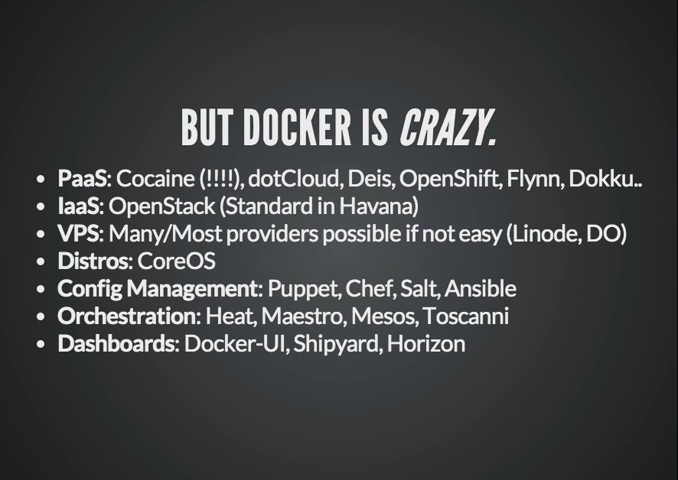 BUT DOCKER IS CRAZY.
PaaS: Cocaine (!!!!), dotCloud, Deis, OpenShift, Flynn, Dokku..
IaaS: OpenStack (Standard in Havana)
VPS: Many/Most providers possible if not easy (Linode, DO)
Distros: CoreOS
Config Management: Puppet, Chef, Salt, Ansible
Orchestration: Heat, Maestro, Mesos, Toscanni
Dashboards: Docker-UI, Shipyard, Horizon